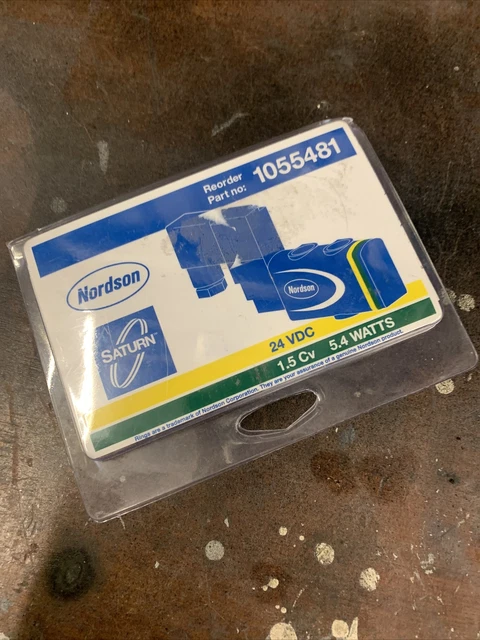 Reorder
Part no: 1055481
Nordson
Nordson
SATURN™
24 VDC
1.5 Cv 5.4 WATTS
Rings are a trademark of Nordson Corporation. They are your assurance of a genuine Nordson product.